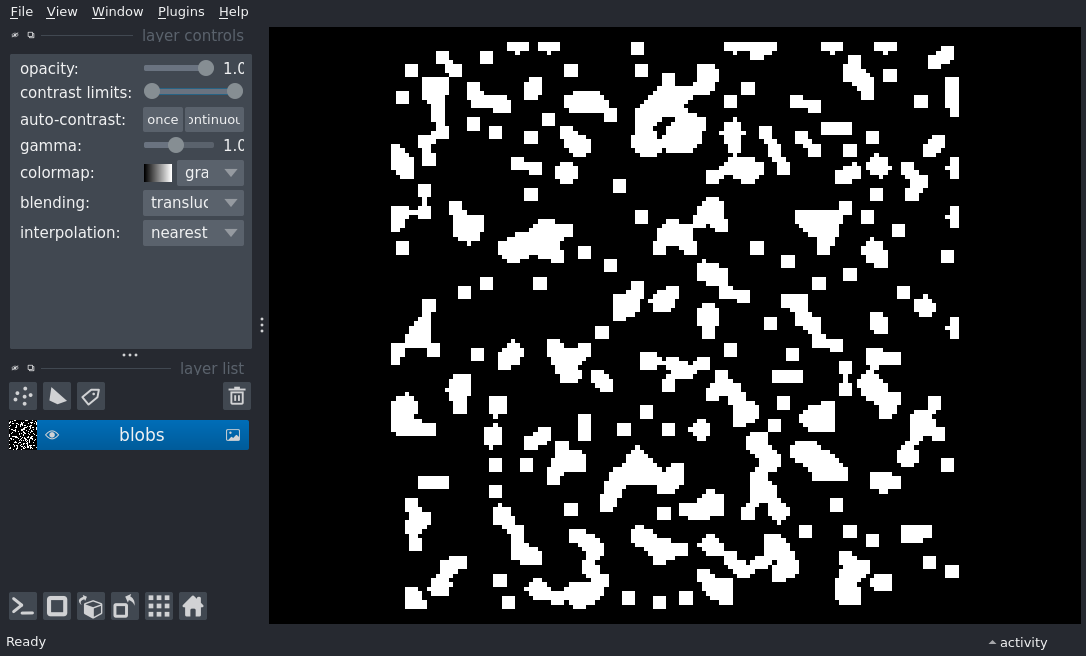 File View Window Plugins Help
layer controls
opacity: 1.0
contrast limits:
auto-contrast: once ontinuou
gamma: 1.0
colormap: gra
blending: transluc
interpolation: nearest
layer list
blobs
Ready
activity